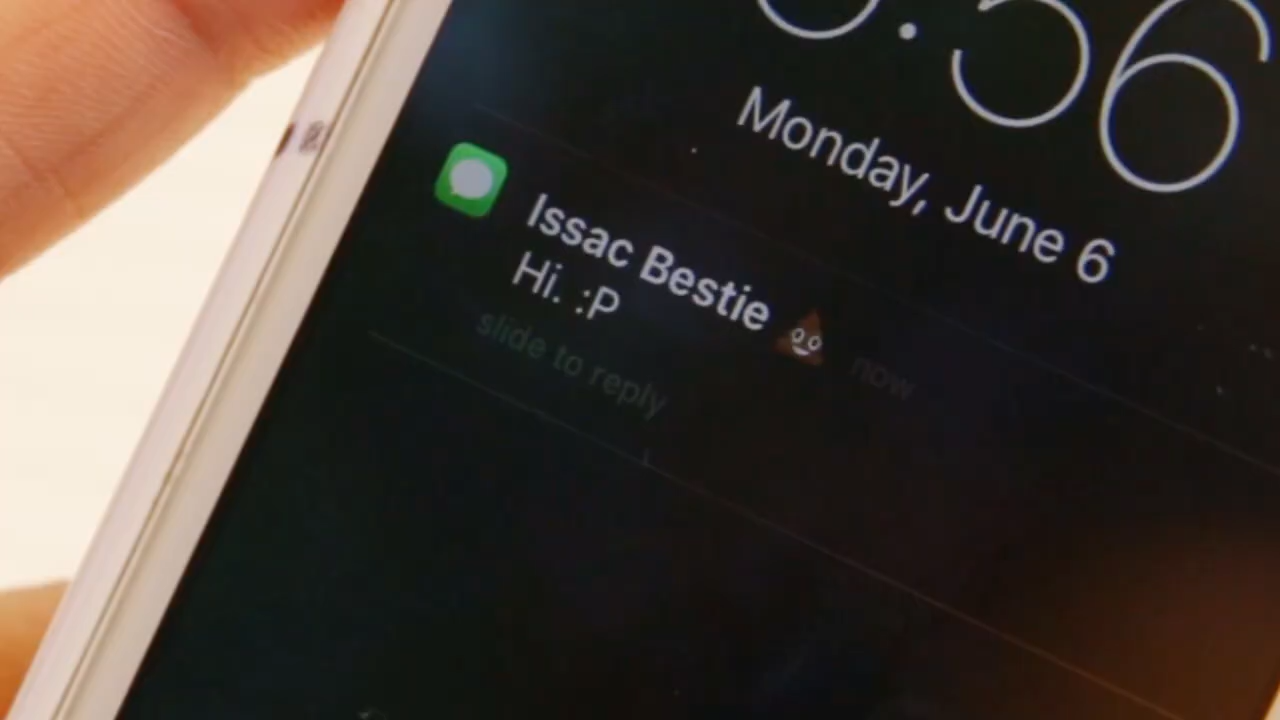 Monday, June 6
Issac Bestie 💩 now
Hi. :P
slide to reply